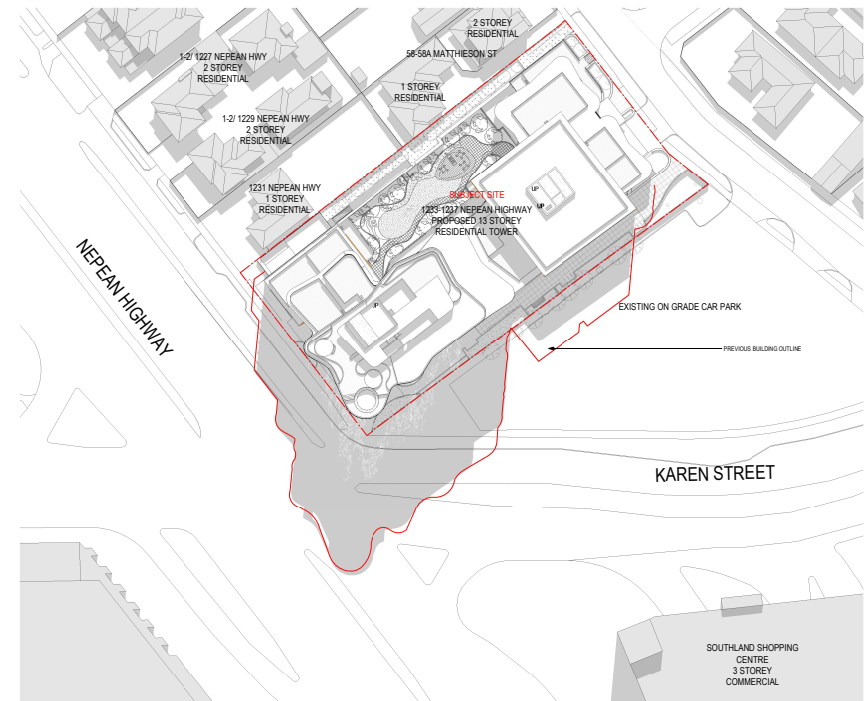 2 STOREY
RESIDENTIAL
1-2/ 1227 NEPEAN HWY
2 STOREY
RESIDENTIAL
58-58A MATTHIESON ST
1 STOREY
RESIDENTIAL
1-2/ 1229 NEPEAN HWY
2 STOREY
RESIDENTIAL
1231 NEPEAN HWY
1 STOREY
RESIDENTIAL
SUBJECT SITE
1233-1237 NEPEAN HIGHWAY
PROPOSED 13 STOREY
RESIDENTIAL TOWER
UP
UP
UP
NEPEAN HIGHWAY
EXISTING ON GRADE CAR PARK
PREVIOUS BUILDING OUTLINE
KAREN STREET
SOUTHLAND SHOPPING
CENTRE
3 STOREY
COMMERCIAL